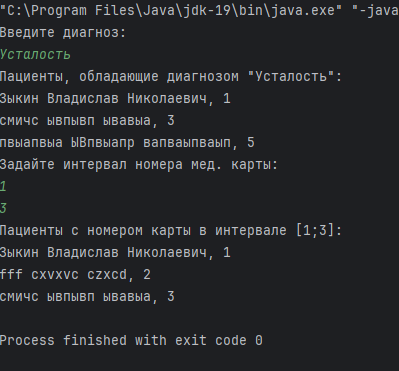 "C:\Program Files\Java\jdk-19\bin\java.exe" "-java
Введите диагноз:
Усталость
Пациенты, обладающие диагнозом "Усталость":
Зыкин Владислав Николаевич, 1
смичс ывпывп ывавыа, 3
пвыапвыа ЫВпвыапр вапваыпваып, 5
Задайте интервал номера мед. карты:
1
3
Пациенты с номером карты в интервале [1;3]:
Зыкин Владислав Николаевич, 1
fff cxvxvc czxcd, 2
смичс ывпывп ывавыа, 3
Process finished with exit code 0